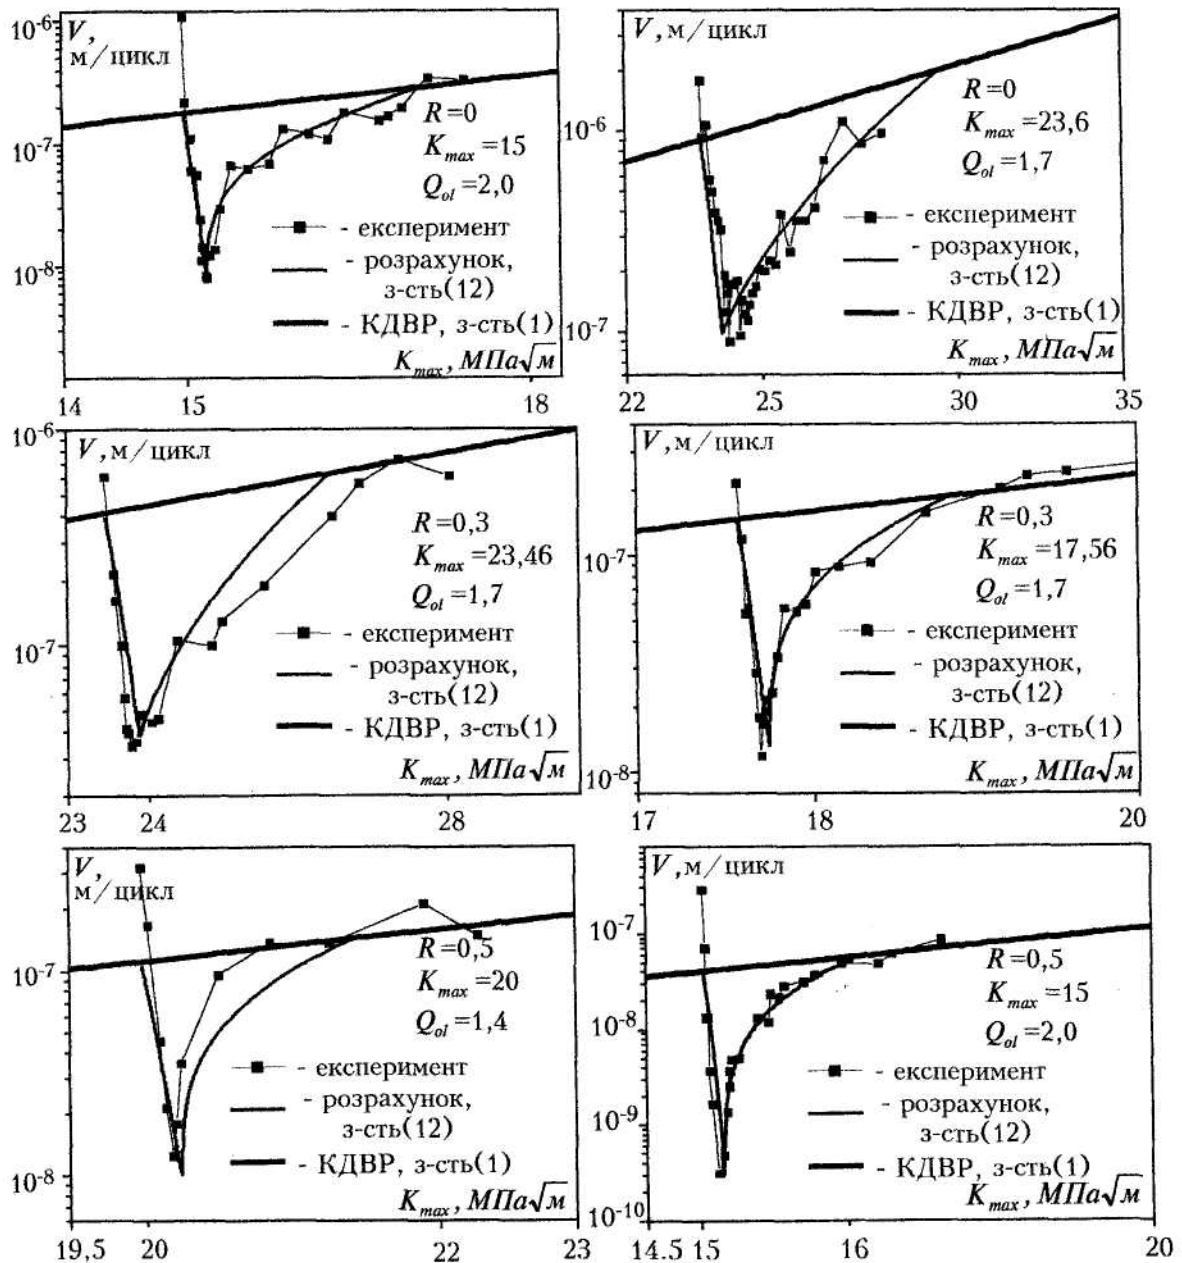 10⁻⁶
V,
м/цикл
10⁻⁷
10⁻⁸
R=0
K_max=15
Q_ol=2,0
- експеримент
- розрахунок,
з-сть(12)
- КДВР, з-сть(1)
K_max, МПа√м
14 15 18
V, м/цикл
10⁻⁶
10⁻⁷
R=0
K_max=23,6
Q_ol=1,7
- експеримент
- розрахунок,
з-сть(12)
- КДВР, з-сть(1)
K_max, МПа√м
22 25 30 35
10⁻⁶
V, м/цикл
10⁻⁷
R=0,3
K_max=23,46
Q_ol=1,7
- експеримент
- розрахунок,
з-сть(12)
- КДВР, з-сть(1)
K_max, МПа√м
23 24 28
V, м/цикл
10⁻⁷
10⁻⁸
R=0,3
K_max=17,56
Q_ol=1,7
- експеримент
- розрахунок,
з-сть(12)
- КДВР, з-сть(1)
K_max, МПа√м
17 18 20
V,
м/цикл
10⁻⁷
10⁻⁸
R=0,5
K_max=20
Q_ol=1,4
- експеримент
- розрахунок,
з-сть(12)
- КДВР, з-сть(1)
K_max, МПа√м
19,5 20 22 23
V, м/цикл
10⁻⁷
10⁻⁸
10⁻⁹
10⁻¹⁰
R=0,5
K_max=15
Q_ol=2,0
- експеримент
- розрахунок,
з-сть(12)
- КДВР, з-сть(1)
K_max, МПа√м
14.5 15 16 20